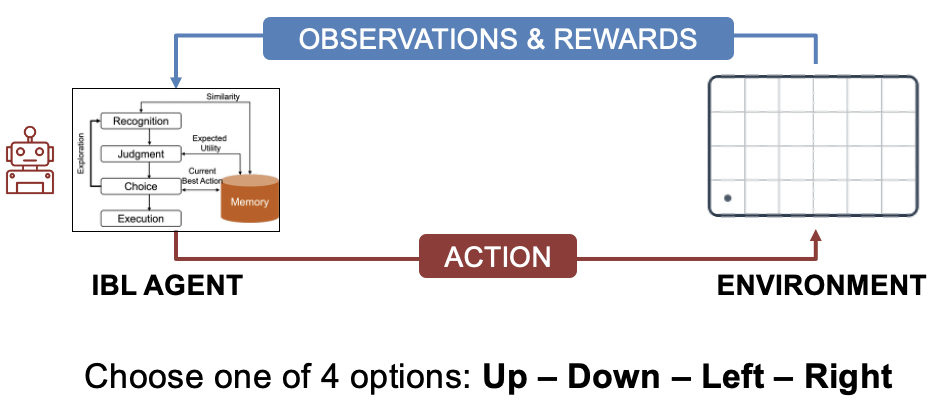 OBSERVATIONS & REWARDS
Similarity
Recognition
Exploration
Expected
Utility
Judgment
Current
Best Action
Choice
Memory
Execution
ACTION
IBL AGENT
ENVIRONMENT
Choose one of 4 options: Up – Down – Left – Right